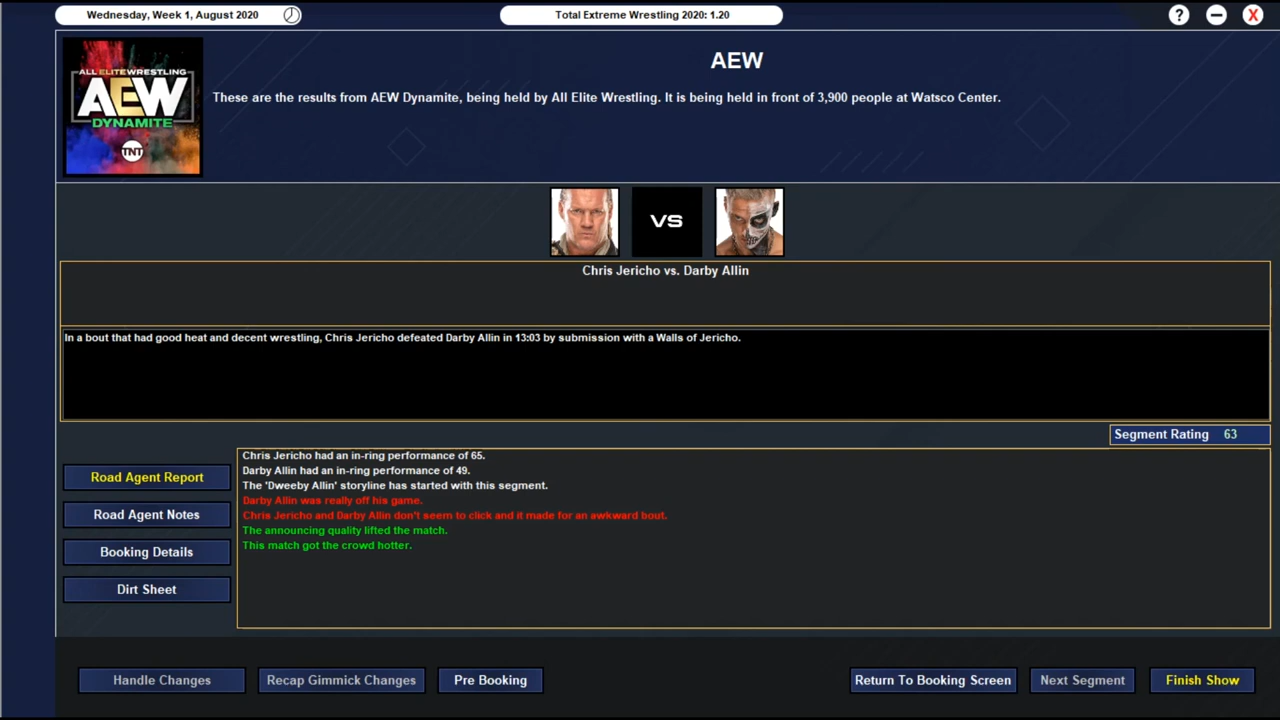 Wednesday, Week 1, August 2020
Total Extreme Wrestling 2020: 1.20
?
X
ALL ELITE WRESTLING
AEW
DYNAMITE
TNT
AEW
These are the results from AEW Dynamite, being held by All Elite Wrestling. It is being held in front of 3,900 people at Watsco Center.
VS
Chris Jericho vs. Darby Allin
In a bout that had good heat and decent wrestling, Chris Jericho defeated Darby Allin in 13:03 by submission with a Walls of Jericho.
Segment Rating 63
Road Agent Report
Road Agent Notes
Booking Details
Dirt Sheet
Chris Jericho had an in-ring performance of 65.
Darby Allin had an in-ring performance of 49.
The 'Dweeby Allin' storyline has started with this segment.
Darby Allin was really off his game.
Chris Jericho and Darby Allin don't seem to click and it made for an awkward bout.
The announcing quality lifted the match.
This match got the crowd hotter.
Handle Changes
Recap Gimmick Changes
Pre Booking
Return To Booking Screen
Next Segment
Finish Show